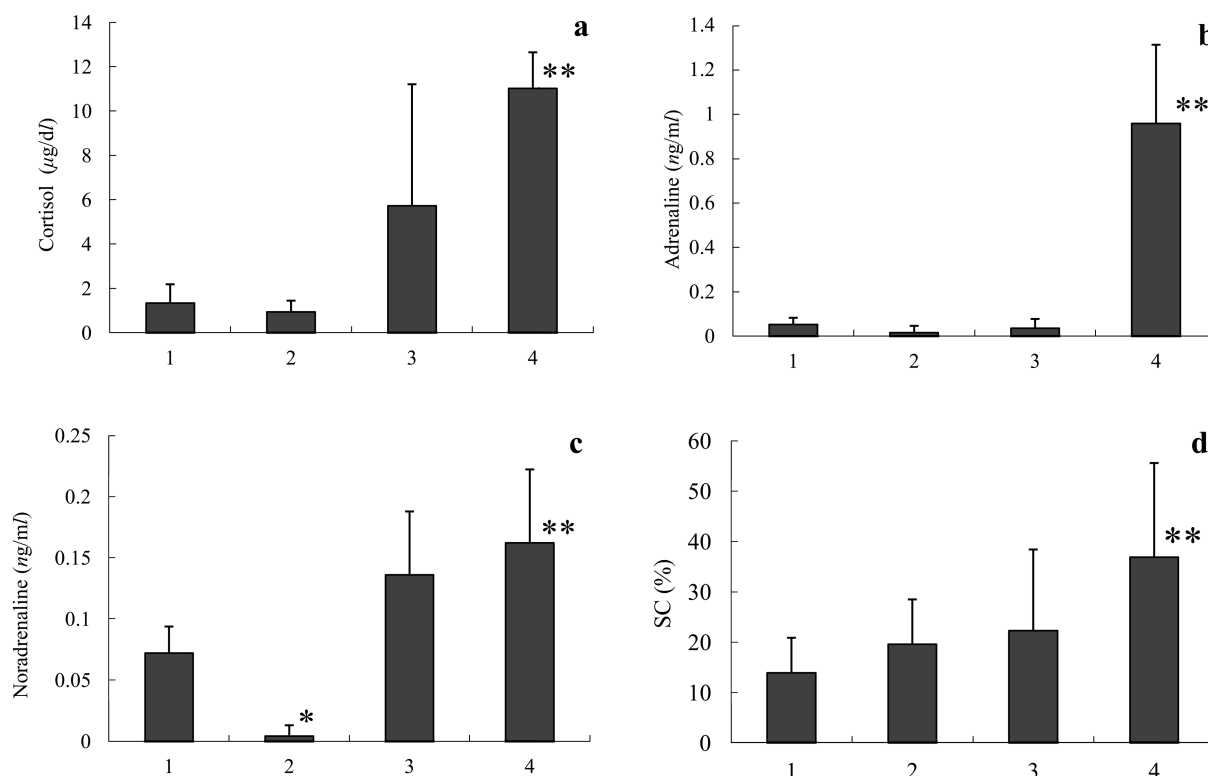 a
Cortisol (μg/dl)
14
12
10
8
6
4
2
0
**
1 2 3 4
b
Adrenaline (ng/ml)
1.4
1.2
1
0.8
0.6
0.4
0.2
0
**
1 2 3 4
c
Noradrenaline (ng/ml)
0.25
0.2
0.15
0.1
0.05
0
*
**
1 2 3 4
d
SC (%)
60
50
40
30
20
10
0
**
1 2 3 4